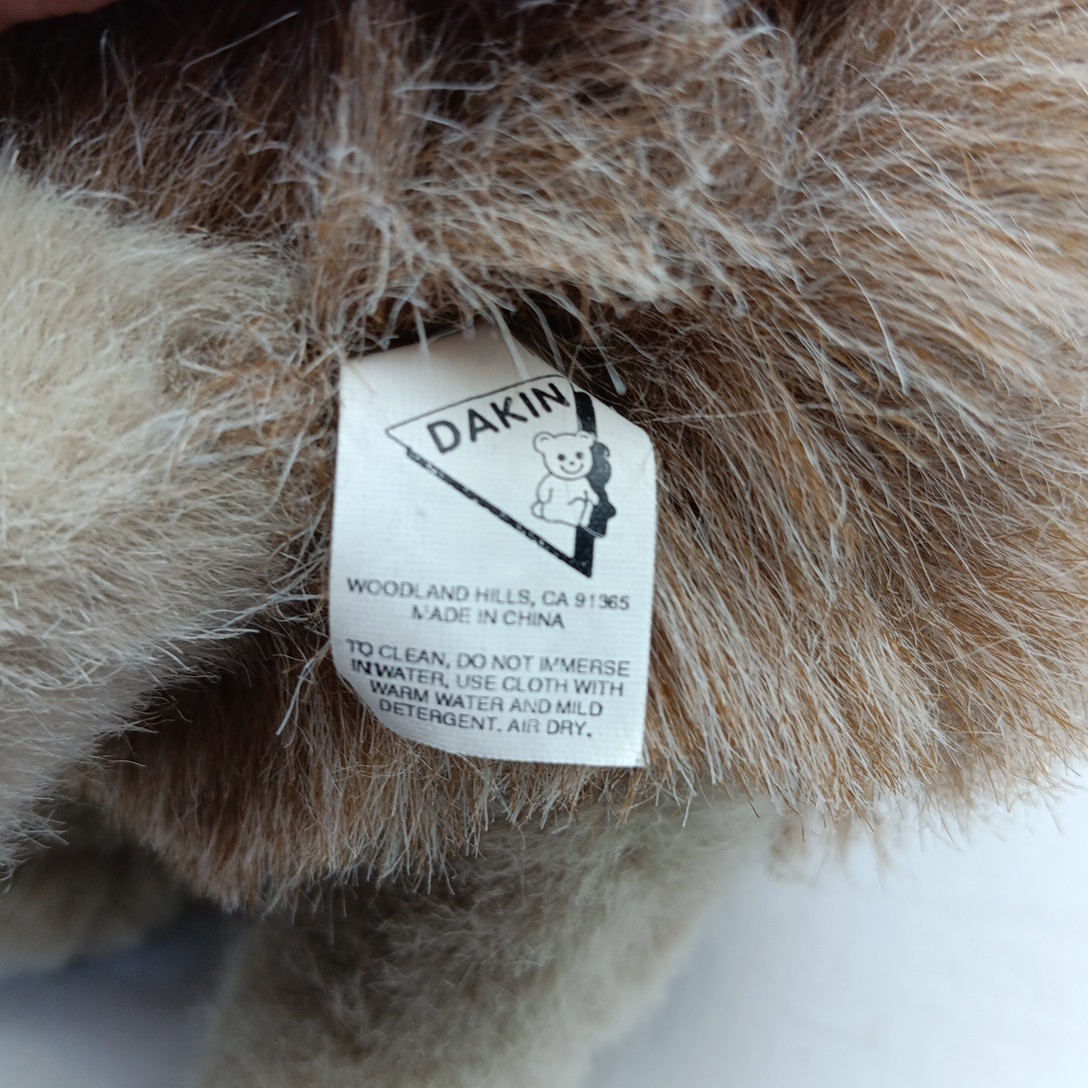 DAKIN
WOODLAND HILLS, CA 91365
MADE IN CHINA
TO CLEAN, DO NOT IMMERSE
IN WATER, USE CLOTH WITH
WARM WATER AND MILD
DETERGENT. AIR DRY.